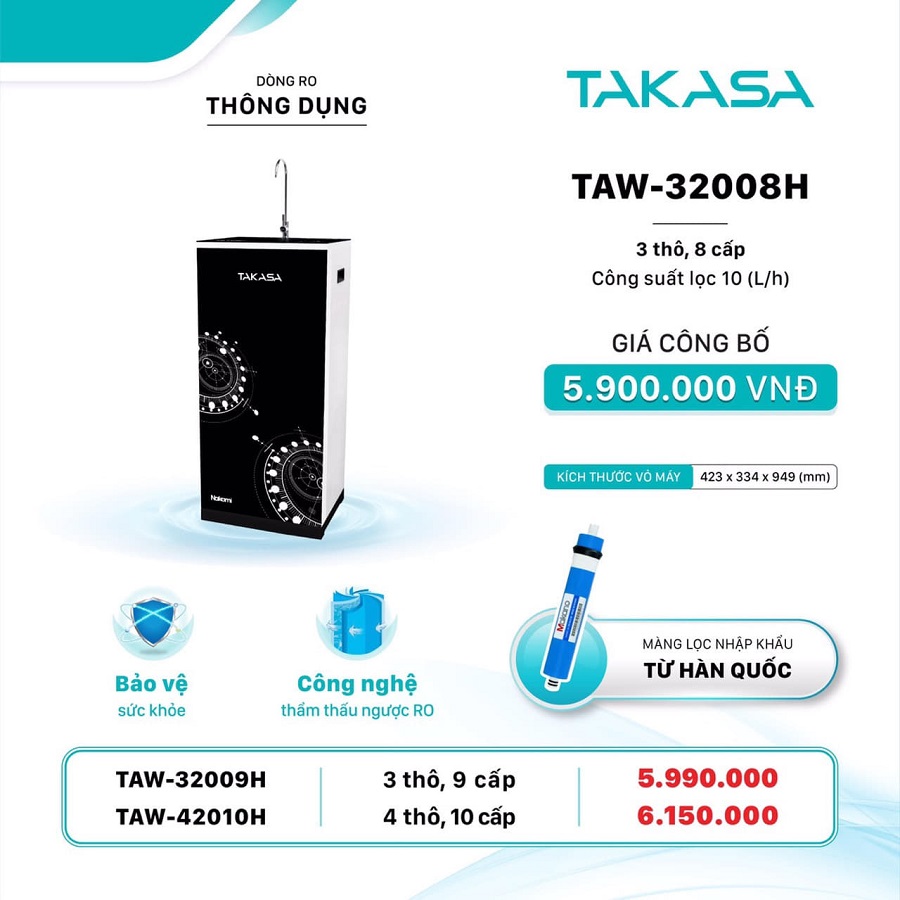 DÒNG RO
THÔNG DỤNG
TAKASA
TAW-32008H
3 thô, 8 cấp
Công suất lọc 10 (L/h)
GIÁ CÔNG BỐ
5.900.000 VNĐ
KÍCH THƯỚC VỎ MÁY 423 x 334 x 949 (mm)
TAKASA
Nakami
Makano
MÀNG LỌC NHẬP KHẨU
TỪ HÀN QUỐC
Bảo vệ
sức khỏe
Công nghệ
thẩm thấu ngược RO
TAW-32009H 3 thô, 9 cấp 5.990.000
TAW-42010H 4 thô, 10 cấp 6.150.000